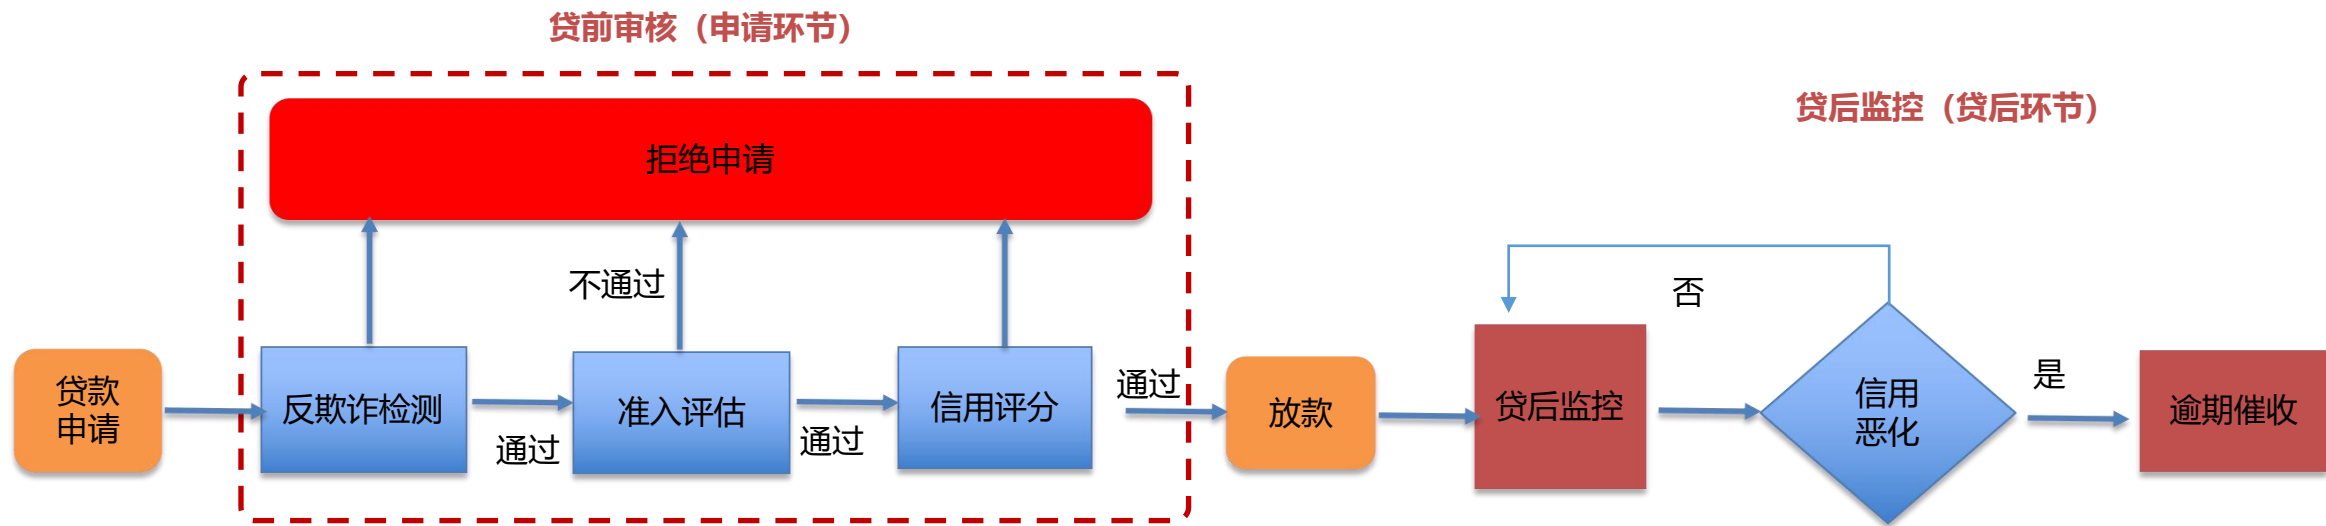 贷前审核（申请环节）
贷后监控（贷后环节）
拒绝申请
不通过
否
贷款
申请
反欺诈检测
通过
准入评估
通过
信用评分
通过
放款
贷后监控
信用
恶化
是
逾期催收